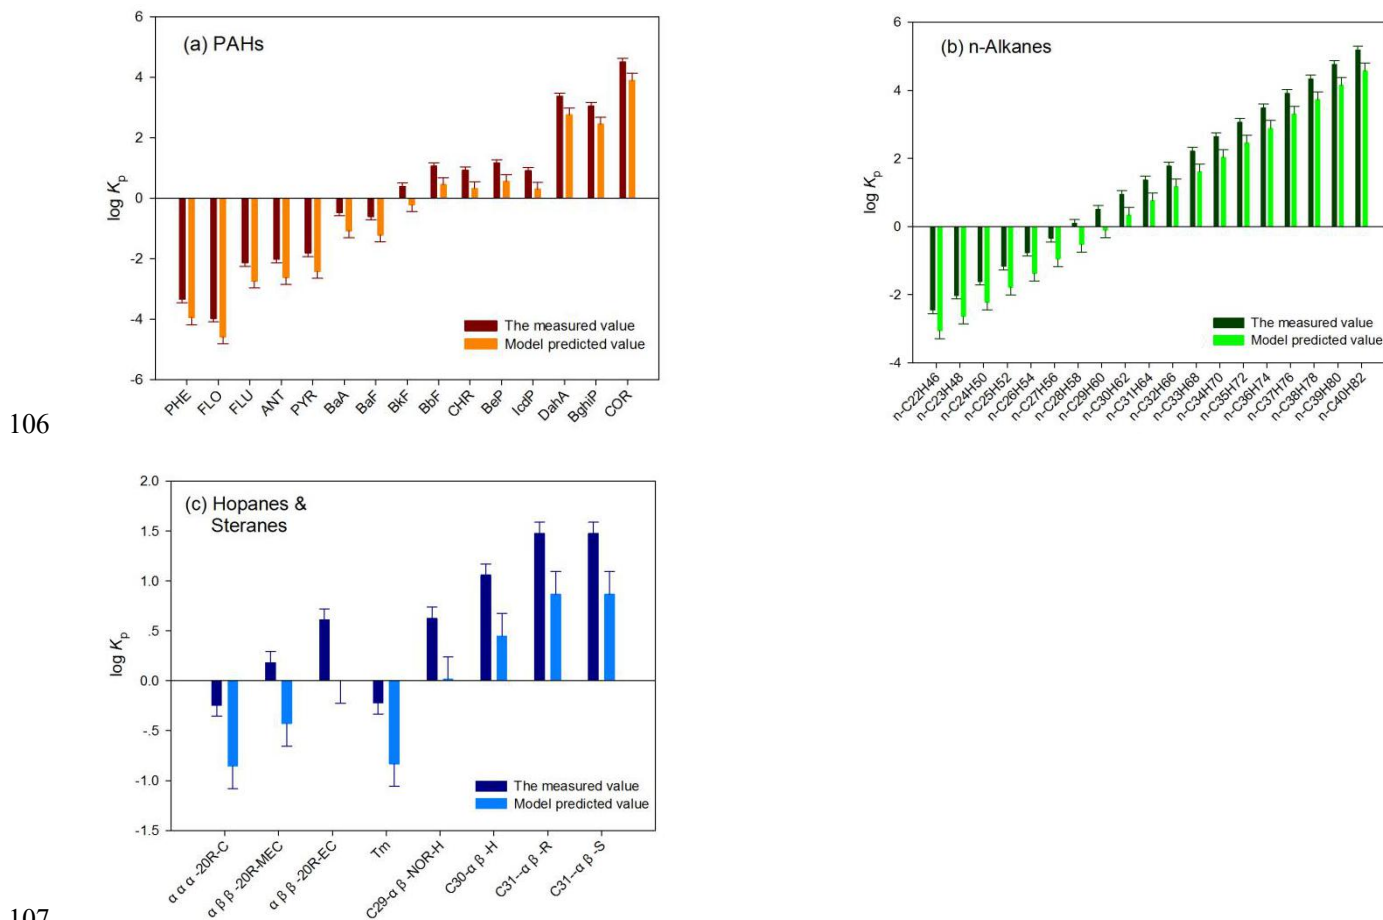 (a) PAHs
6
4
2
0
-2
-4
-6
log Kp
The measured value
Model predicted value
PHE
FLO
FLU
ANT
PYR
BaA
BaF
BkF
BbF
CHR
BeP
IcdP
DahA
BghiP
COR
106
(b) n-Alkanes
6
4
2
0
-2
-4
log Kp
The measured value
Model predicted value
n-C22H46
n-C23H48
n-C24H50
n-C25H52
n-C26H54
n-C27H56
n-C28H58
n-C29H60
n-C30H62
n-C31H64
n-C32H66
n-C33H68
n-C34H70
n-C35H72
n-C36H74
n-C37H76
n-C38H78
n-C39H80
n-C40H82
(c) Hopanes &
Steranes
2.0
1.5
1.0
.5
0.0
-.5
-1.0
-1.5
log Kp
The measured value
Model predicted value
α α α -20R-C
α β β -20R-MEC
α β β -20R-EC
Tm
C29-α β -NOR-H
C30-α β -H
C31--α β -R
C31--α β -S
107